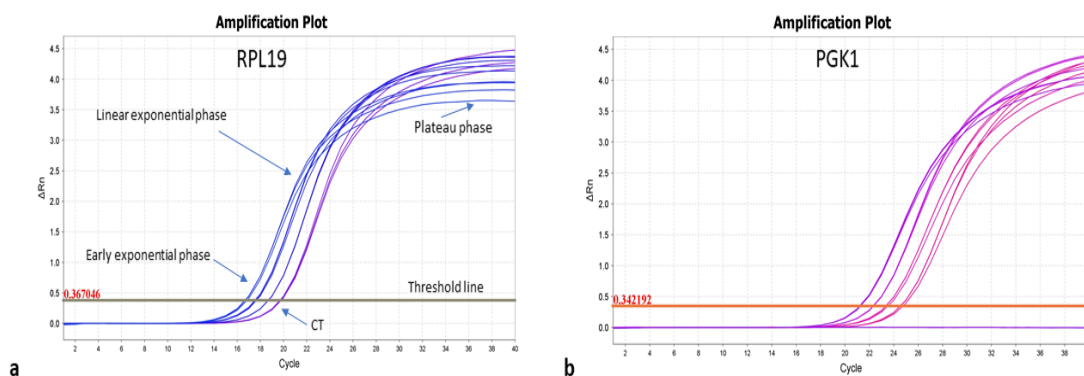 Amplification Plot
RPL19
4.5
4.0
3.5
3.0
2.5
2.0
1.5
1.0
0.5
0.0
ΔRn
Linear exponential phase
Plateau phase
Early exponential phase
0.367046
Threshold line
CT
2 4 6 8 10 12 14 16 18 20 22 24 26 28 30 32 34 36 38 40
Cycle
a
Amplification Plot
PGK1
4.5
4.0
3.5
3.0
2.5
2.0
1.5
1.0
0.5
0.0
ΔRn
0.342192
2 4 6 8 10 12 14 16 18 20 22 24 26 28 30 32 34 36 38
Cycle
b